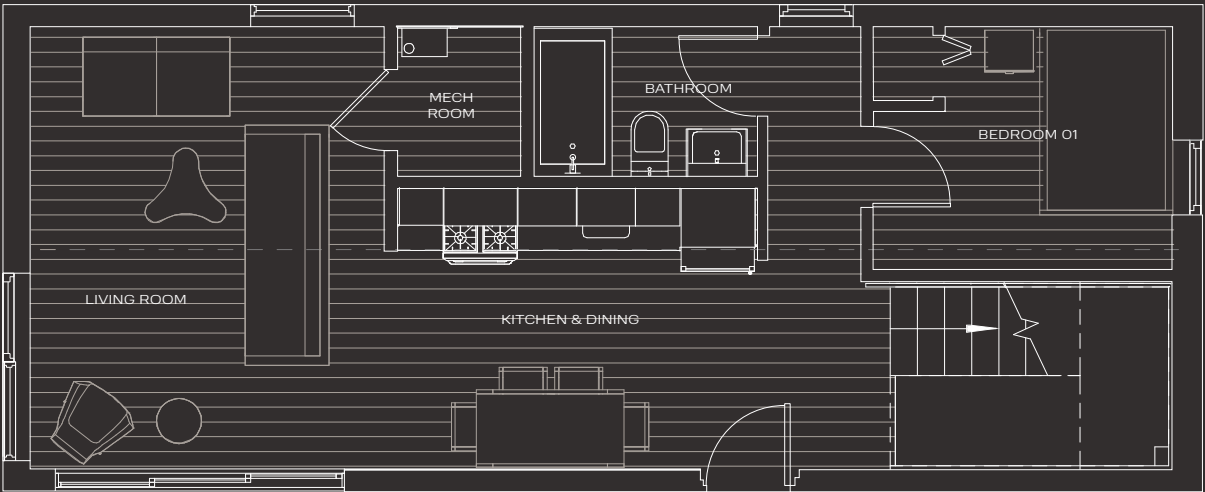 MECH
ROOM
BATHROOM
BEDROOM 01
LIVING ROOM
KITCHEN & DINING